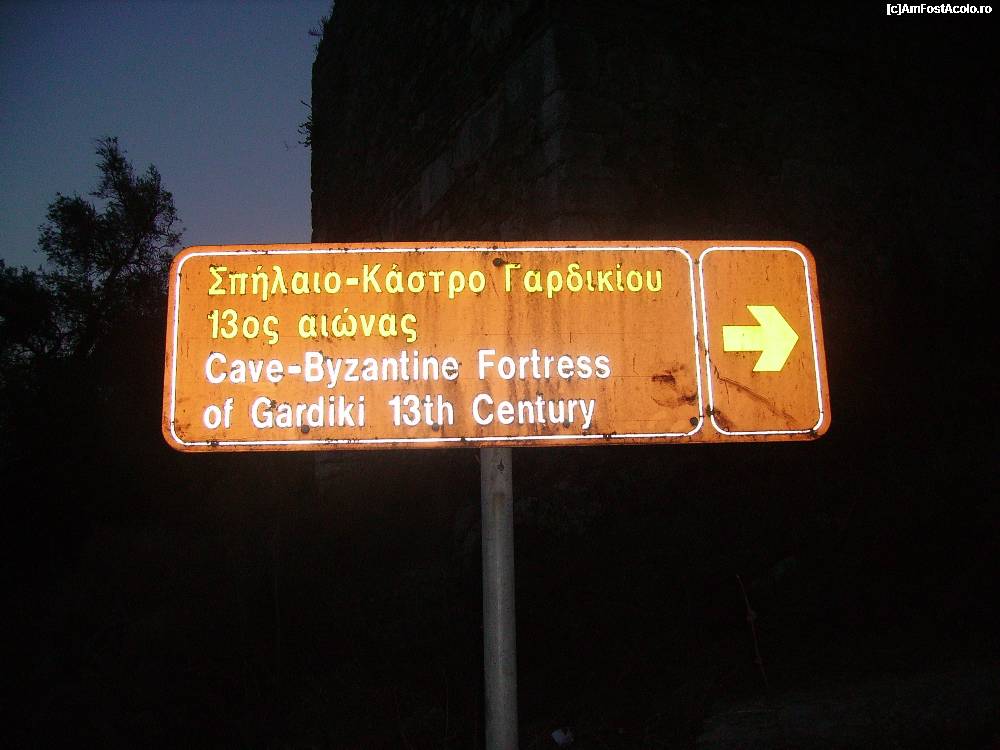 [c]AmFostAcolo.ro
Σπήλαιο-Κάστρο Γαρδικίου
13ος αιώνας
Cave-Byzantine Fortress
of Gardiki 13th Century